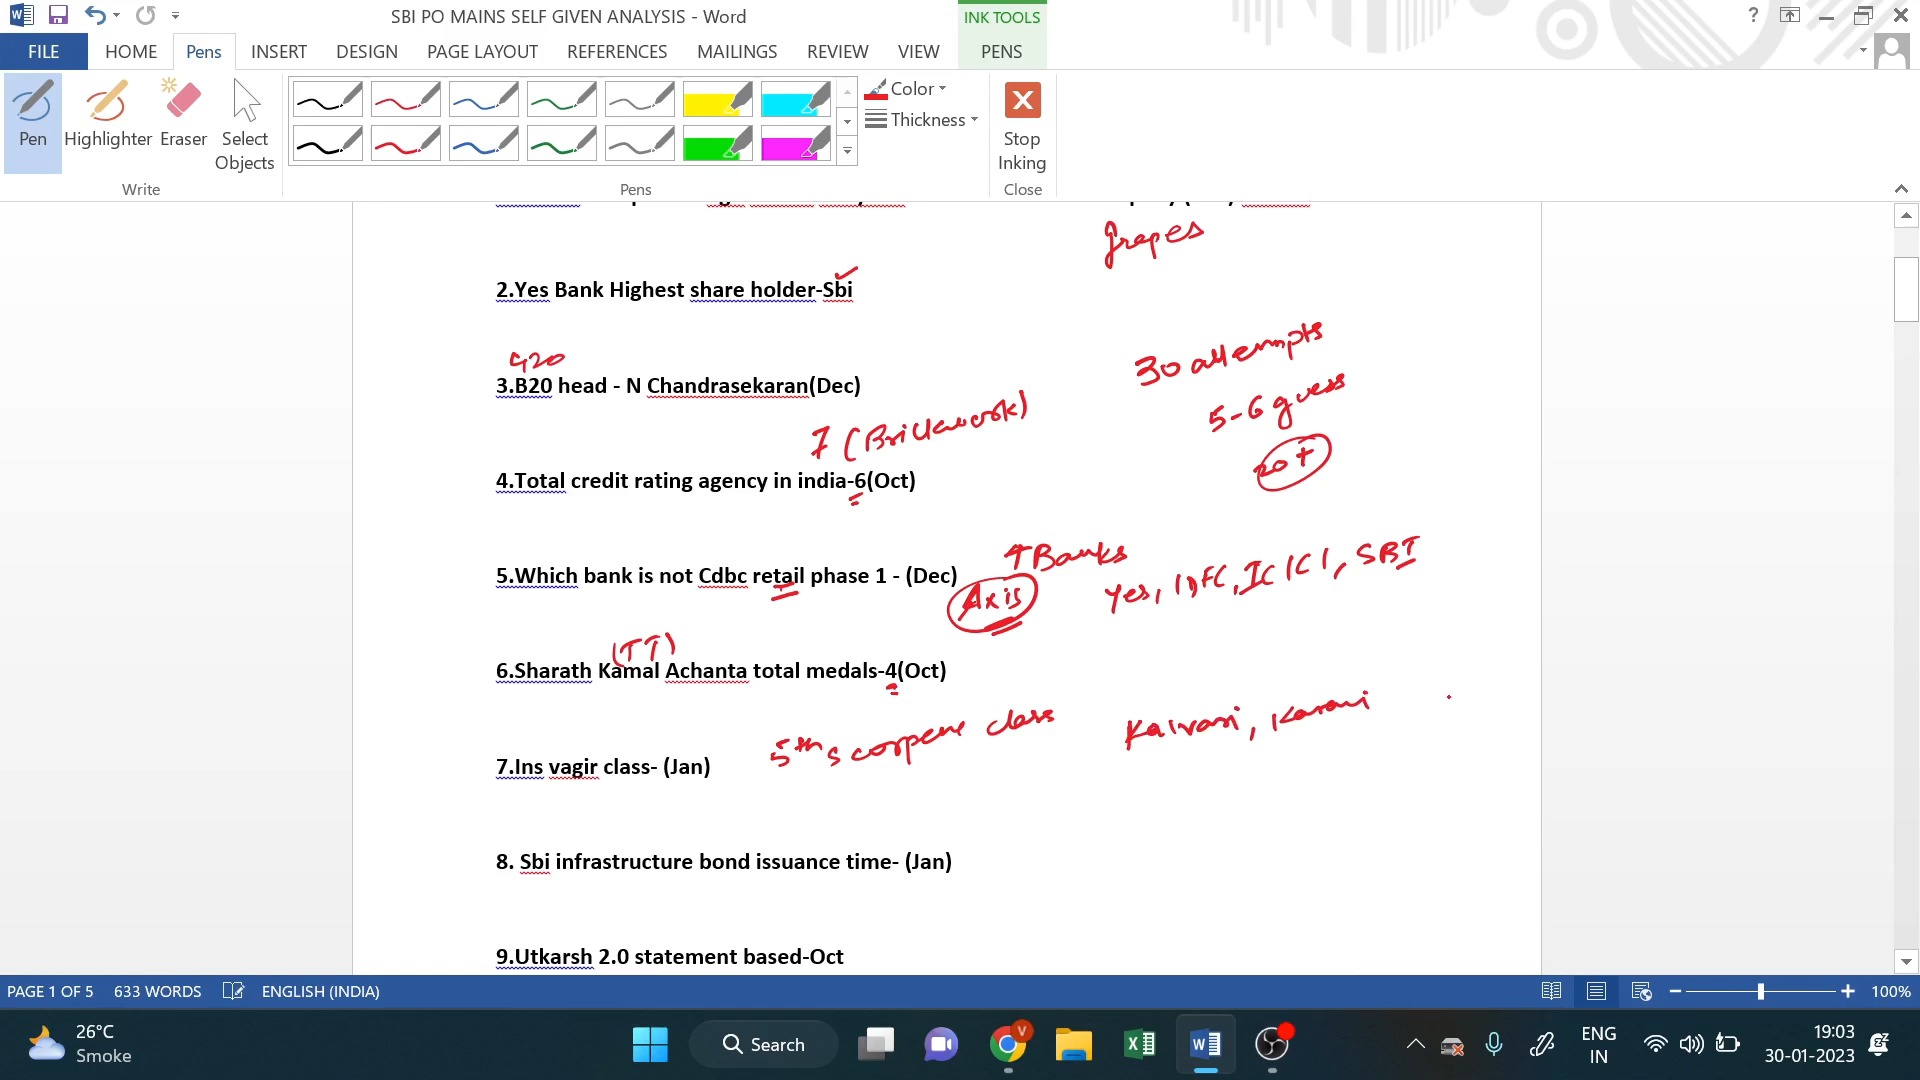 SBI PO MAINS SELF GIVEN ANALYSIS - Word
INK TOOLS
FILE HOME Pens INSERT DESIGN PAGE LAYOUT REFERENCES MAILINGS REVIEW VIEW PENS
Pen Highlighter Eraser Select Objects
Color
Thickness
Stop Inking
Write Pens Close
grapes
2.Yes Bank Highest share holder-Sbi
30 attempts
420
3.B20 head - N Chandrasekaran(Dec)
5-6 guess
7 (Brickwork)
20+
4.Total credit rating agency in india-6(Oct)
4 Banks
5.Which bank is not Cdbc retail phase 1 - (Dec)
Axis
Yes, IDFC, ICICI, SBI
(TT)
6.Sharath Kamal Achanta total medals-4(Oct)
5th scorpene class
Kalvari, Karani
7.Ins vagir class- (Jan)
8. Sbi infrastructure bond issuance time- (Jan)
9.Utkarsh 2.0 statement based-Oct
PAGE 1 OF 5 633 WORDS ENGLISH (INDIA) 100%
26°C
Smoke
Search
ENG
IN
19:03
30-01-2023